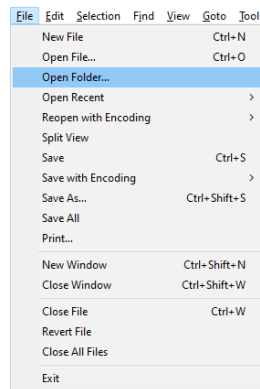 File Edit Selection Find View Goto Tools
New File Ctrl+N
Open File... Ctrl+O
Open Folder...
Open Recent >
Reopen with Encoding >
Split View
Save Ctrl+S
Save with Encoding >
Save As... Ctrl+Shift+S
Save All
Print...
New Window Ctrl+Shift+N
Close Window Ctrl+Shift+W
Close File Ctrl+W
Revert File
Close All Files
Exit